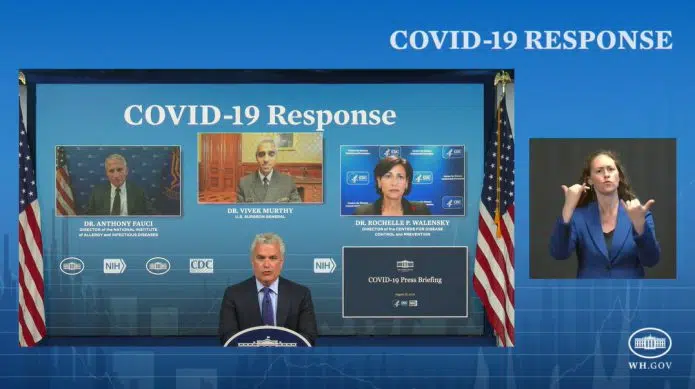 COVID-19 RESPONSE
COVID-19 Response
DR. ANTHONY FAUCI
DIRECTOR OF THE NATIONAL INSTITUTE
OF ALLERGY AND INFECTIOUS DISEASES
DR. VIVEK MURTHY
U.S. SURGEON GENERAL
CDC
DR. ROCHELLE P. WALENSKY
DIRECTOR OF THE CENTERS FOR DISEASE
CONTROL AND PREVENTION
NIH
CDC
NIH
COVID-19 Press Briefing
WH.GOV